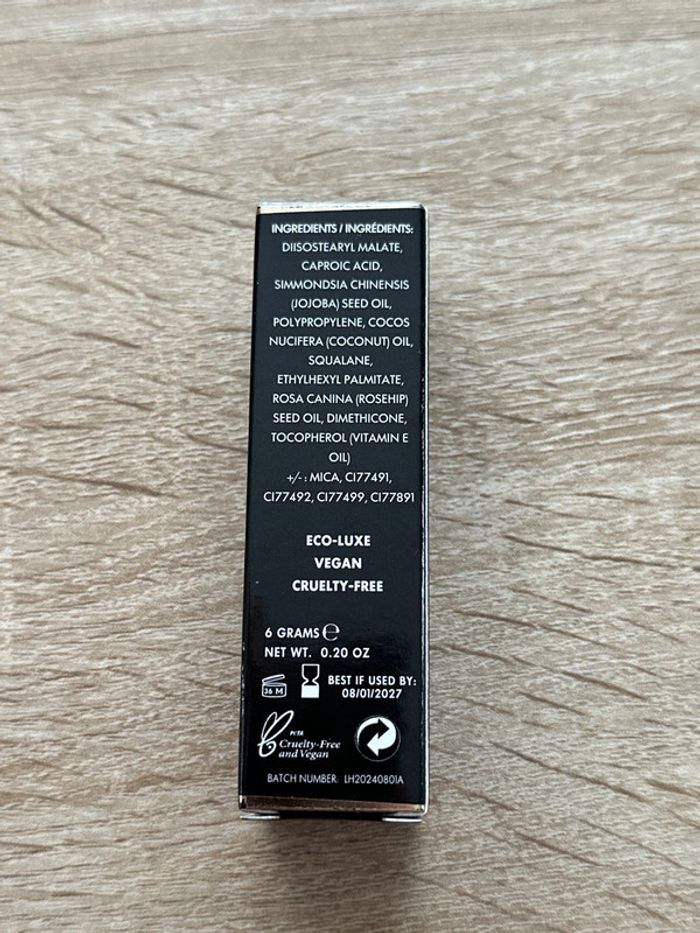 INGREDIENTS / INGRÉDIENTS:
DIISOSTEARYL MALATE,
CAPROIC ACID,
SIMMONDSIA CHINENSIS
(JOJOBA) SEED OIL,
POLYPROPYLENE, COCOS
NUCIFERA (COCONUT) OIL,
SQUALANE,
ETHYLHEXYL PALMITATE,
ROSA CANINA (ROSEHIP)
SEED OIL, DIMETHICONE,
TOCOPHEROL (VITAMIN E
OIL)
+/- : MICA, CI77491,
CI77492, CI77499, CI77891
ECO-LUXE
VEGAN
CRUELTY-FREE
6 GRAMS ℮
NET WT. 0.20 OZ
36 M
BEST IF USED BY:
08/01/2027
PETA
Cruelty-Free
and Vegan
BATCH NUMBER: LH20240801A